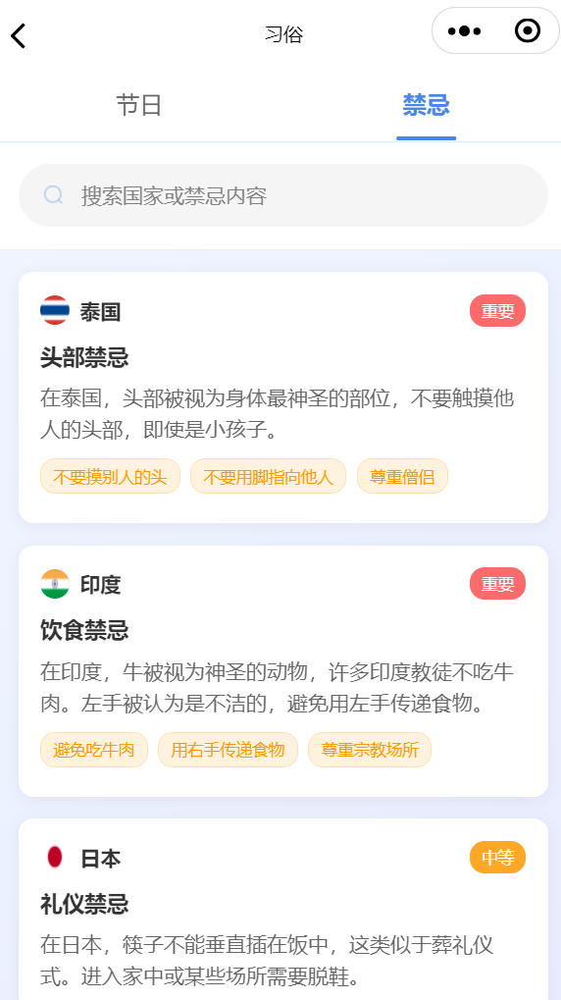 习俗
节日
禁忌
搜索国家或禁忌内容
泰国
重要
头部禁忌
在泰国，头部被视为身体最神圣的部位，不要触摸他
人的头部，即使是小孩子。
不要摸别人的头
不要用脚指向他人
尊重僧侣
印度
重要
饮食禁忌
在印度，牛被视为神圣的动物，许多印度教徒不吃牛
肉。左手被认为是不洁的，避免用左手传递食物。
避免吃牛肉
用右手传递食物
尊重宗教场所
日本
中等
礼仪禁忌
在日本，筷子不能垂直插在饭中，这类似于葬礼仪
式。进入家中或某些场所需要脱鞋。